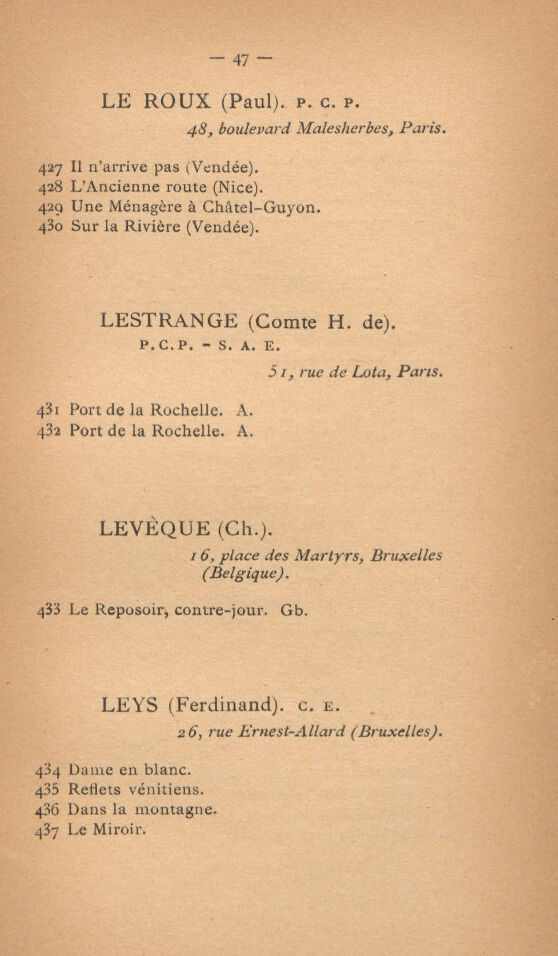 — 47 —
LE ROUX (Paul). P. C. P.
48, boulevard Malesherbes, Paris.
427 Il n'arrive pas (Vendée).
428 L'Ancienne route (Nice).
429 Une Ménagère à Châtel-Guyon.
430 Sur la Rivière (Vendée).
LESTRANGE (Comte H. de).
P. C. P. - S. A. E.
51, rue de Lota, Paris.
431 Port de la Rochelle. A.
432 Port de la Rochelle. A.
LEVÈQUE (Ch.).
16, place des Martyrs, Bruxelles
(Belgique).
433 Le Reposoir, contre-jour. Gb.
LEYS (Ferdinand). C. E.
26, rue Ernest-Allard (Bruxelles).
434 Dame en blanc.
435 Reflets vénitiens.
436 Dans la montagne.
437 Le Miroir.